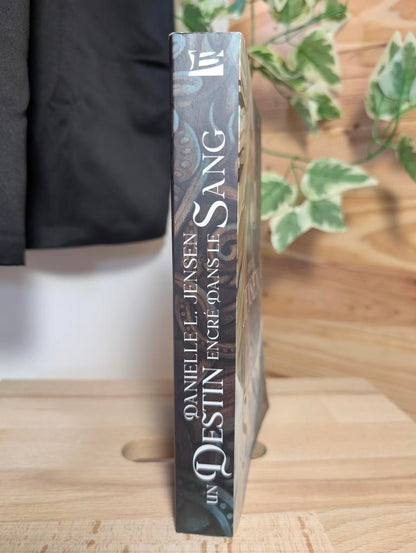 DANIELLE L. JENSEN
UN DESTIN ENCRÉ DANS LE SANG